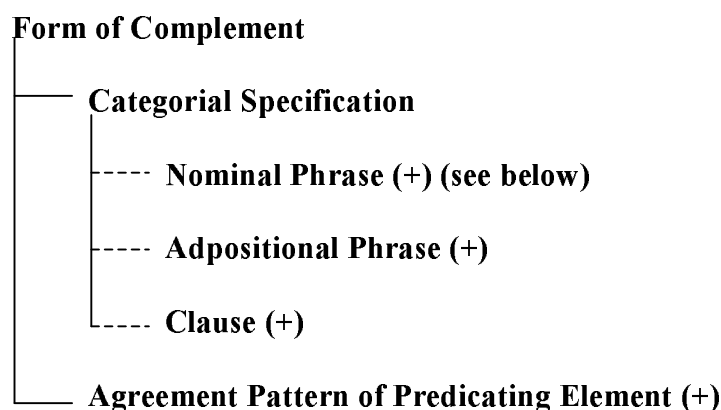 Form of Complement
Categorial Specification
Nominal Phrase (+) (see below)
Adpositional Phrase (+)
Clause (+)
Agreement Pattern of Predicating Element (+)